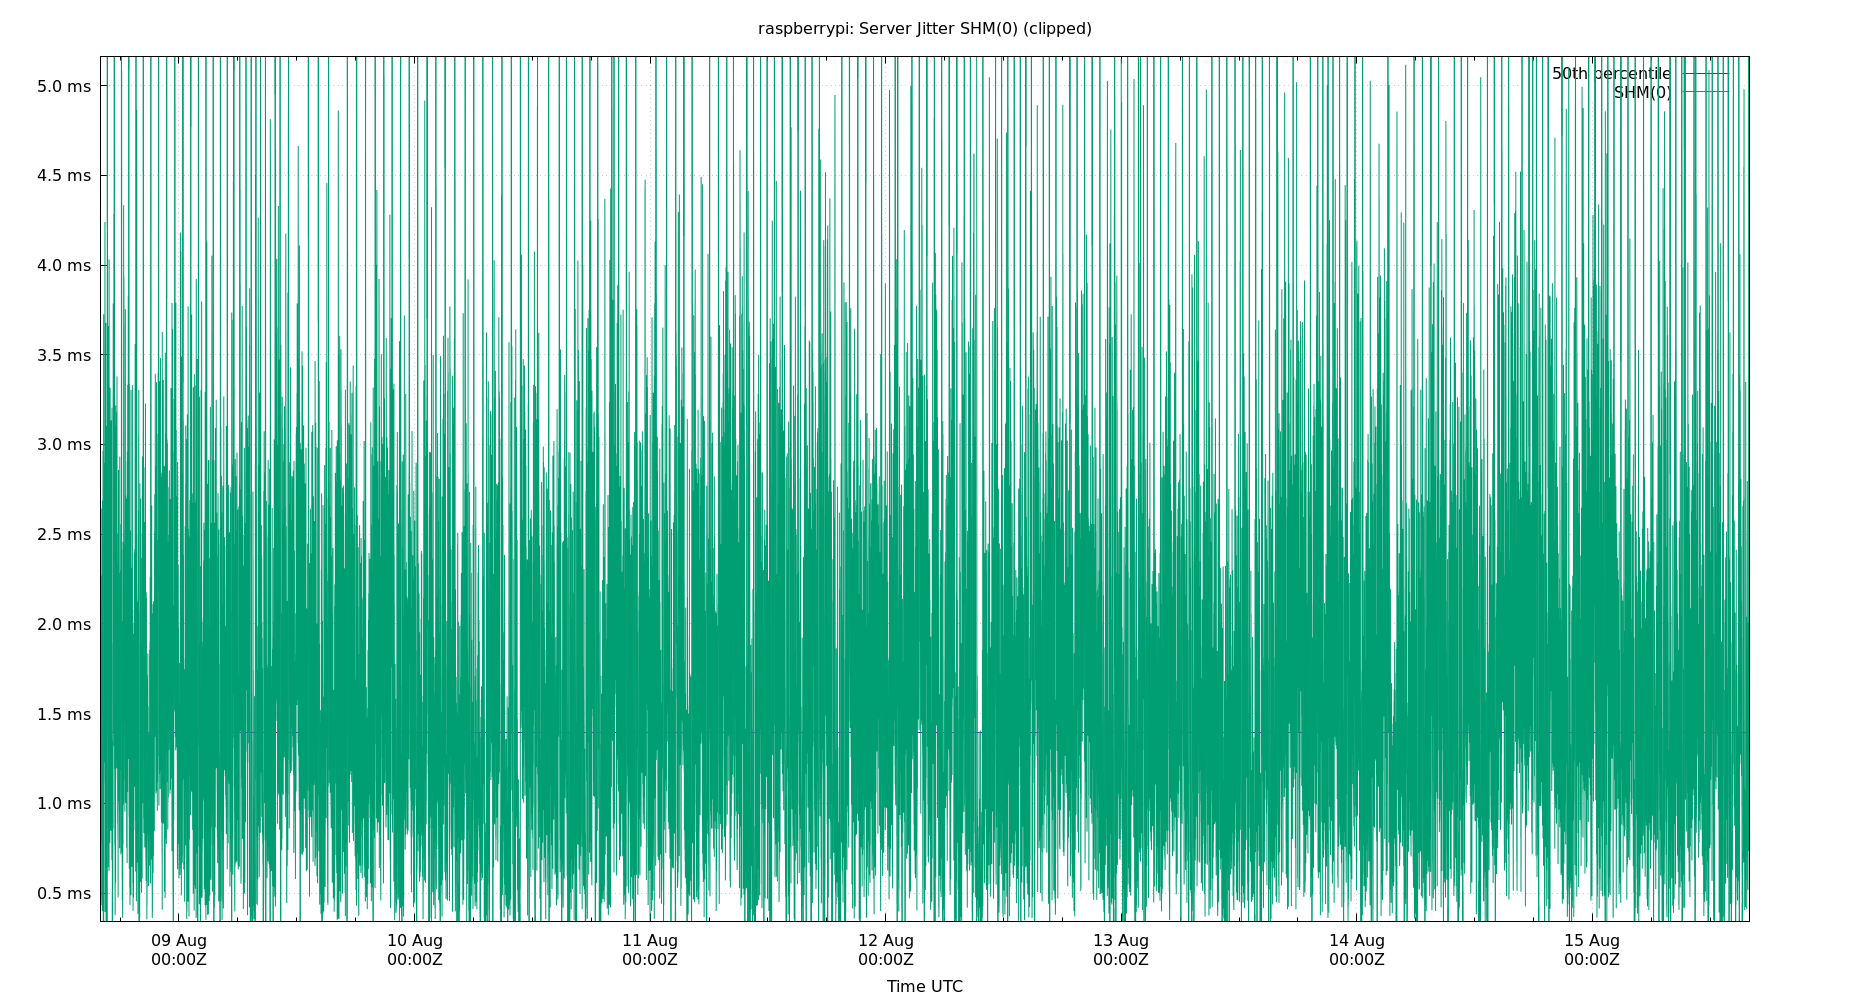 raspberrypi: Server Jitter SHM(0) (clipped)
50th percentile
SHM(0)
5.0 ms
4.5 ms
4.0 ms
3.5 ms
3.0 ms
2.5 ms
2.0 ms
1.5 ms
1.0 ms
0.5 ms
09 Aug 10 Aug 11 Aug 12 Aug 13 Aug 14 Aug 15 Aug
00:00Z 00:00Z 00:00Z 00:00Z 00:00Z 00:00Z 00:00Z
Time UTC